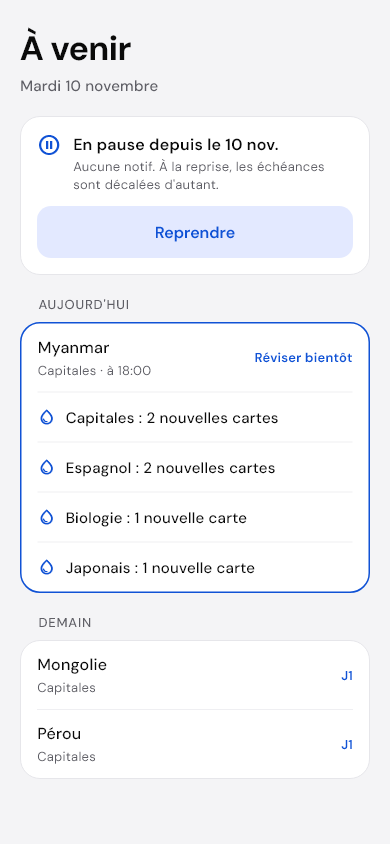 À venir
Mardi 10 novembre
En pause depuis le 10 nov.
Aucune notif. À la reprise, les échéances
sont décalées d'autant.
Reprendre
AUJOURD'HUI
Myanmar
Capitales · à 18:00
Réviser bientôt
Capitales : 2 nouvelles cartes
Espagnol : 2 nouvelles cartes
Biologie : 1 nouvelle carte
Japonais : 1 nouvelle carte
DEMAIN
Mongolie
Capitales
J1
Pérou
Capitales
J1